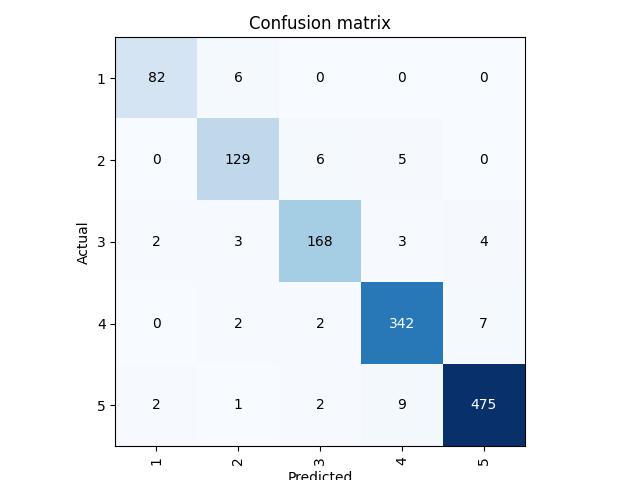 Confusion matrix
1 82 6 0 0 0
2 0 129 6 5 0
3 2 3 168 3 4
4 0 2 2 342 7
5 2 1 2 9 475
Actual
1 2 3 4 5
Predicted